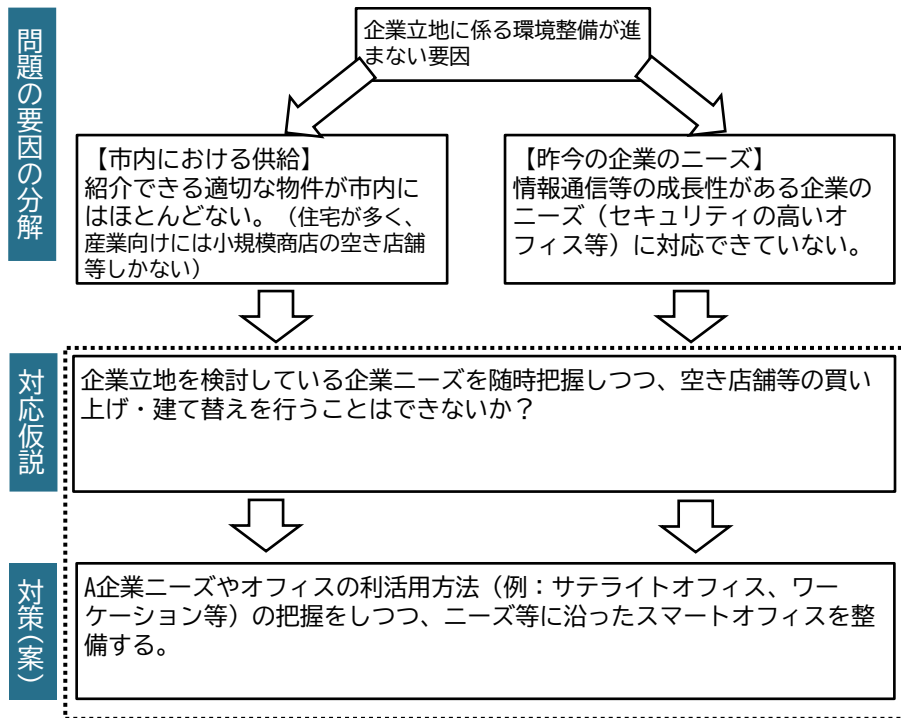 問題の要因の分解
企業立地に係る環境整備が進
まない要因
【市内における供給】
紹介できる適切な物件が市内に
はほとんどない。（住宅が多く、
産業向けには小規模商店の空き店舗
等しかない）
【昨今の企業のニーズ】
情報通信等の成長性がある企業の
ニーズ（セキュリティの高いオ
フィス等）に対応できていない。
対応仮説
企業立地を検討している企業ニーズを随時把握しつつ、空き店舗等の買い
上げ・建て替えを行うことはできないか？
対策（案）
A企業ニーズやオフィスの利活用方法（例：サテライトオフィス、ワー
ケーション等）の把握をしつつ、ニーズ等に沿ったスマートオフィスを整
備する。